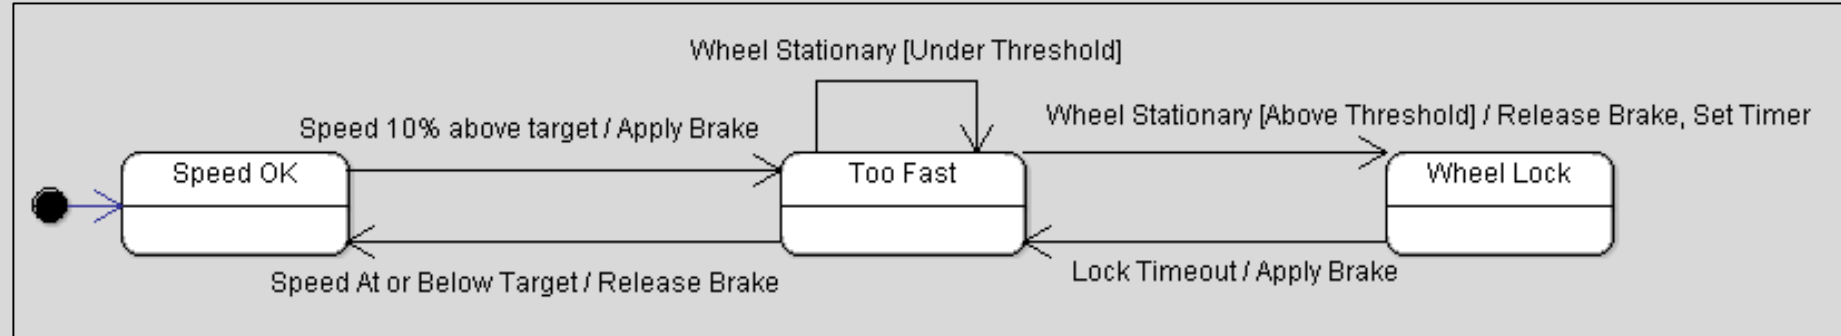 Wheel Stationary [Under Threshold]
Wheel Stationary [Above Threshold] / Release Brake, Set Timer
Speed 10% above target / Apply Brake
Speed OK
Too Fast
Wheel Lock
Speed At or Below Target / Release Brake
Lock Timeout / Apply Brake